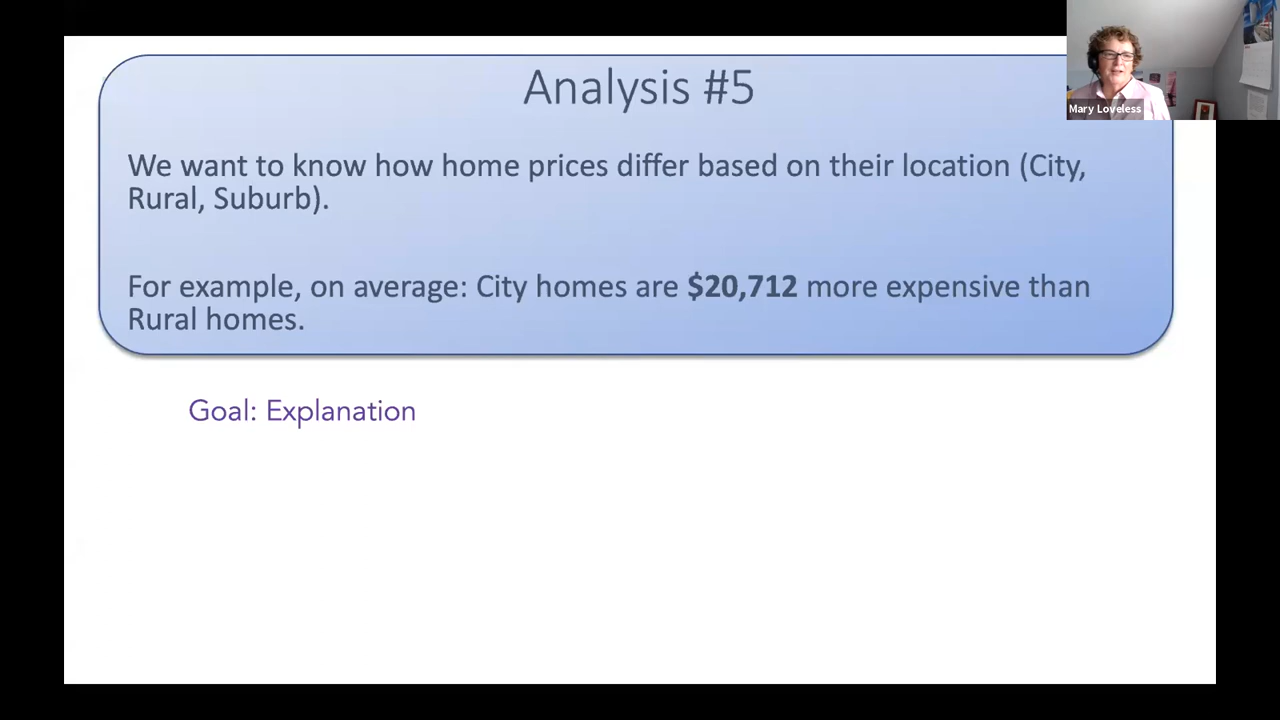 Analysis #5
Mary Loveless
We want to know how home prices differ based on their location (City,
Rural, Suburb).
For example, on average: City homes are $20,712 more expensive than
Rural homes.
Goal: Explanation